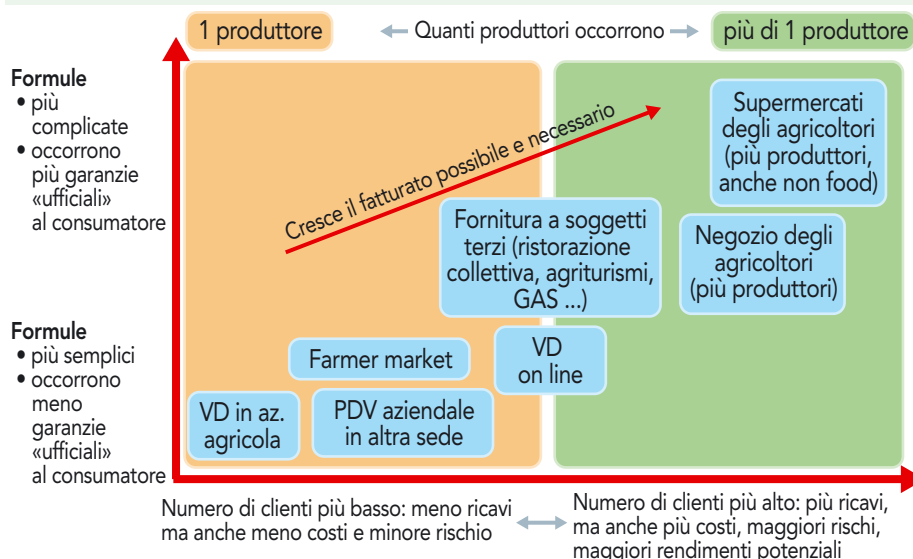 1 produttore
Quanti produttori occorrono
più di 1 produttore
Formule
• più
complicate
• occorrono
più garanzie
«ufficiali»
al consumatore
Formule
• più semplici
• occorrono
meno
garanzie
«ufficiali»
al consumatore
Cresce il fatturato possibile e necessario
Supermercati
degli agricoltori
(più produttori,
anche non food)
Fornitura a soggetti
terzi (ristorazione
collettiva, agriturismi,
GAS ...)
Negozio degli
agricoltori
(più produttori)
Farmer market
VD
on line
VD in az.
agricola
PDV aziendale
in altra sede
Numero di clienti più basso: meno ricavi
ma anche meno costi e minore rischio
Numero di clienti più alto: più ricavi,
ma anche più costi, maggiori rischi,
maggiori rendimenti potenziali